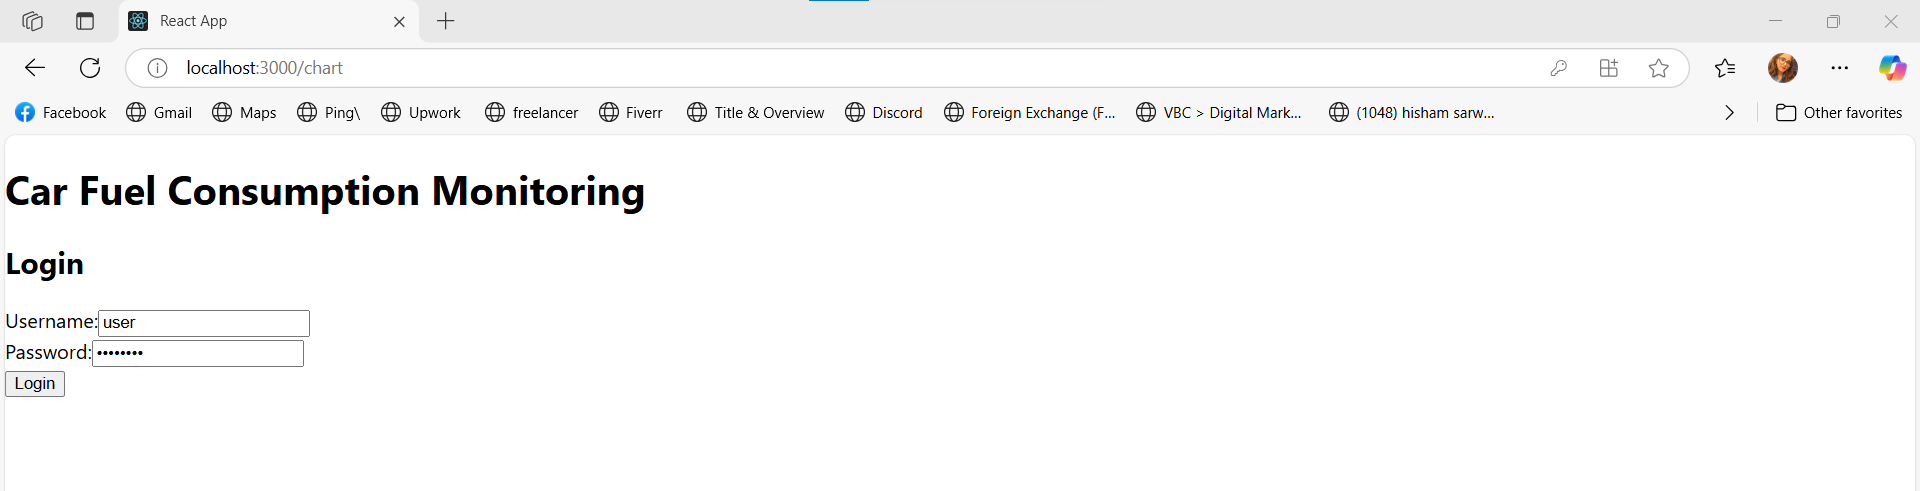 React App
localhost:3000/chart
Facebook Gmail Maps Ping\ Upwork freelancer Fiverr Title & Overview Discord Foreign Exchange (F... VBC > Digital Mark... (1048) hisham sarw... Other favorites
Car Fuel Consumption Monitoring
Login
Username: user
Password: ••••••••
Login